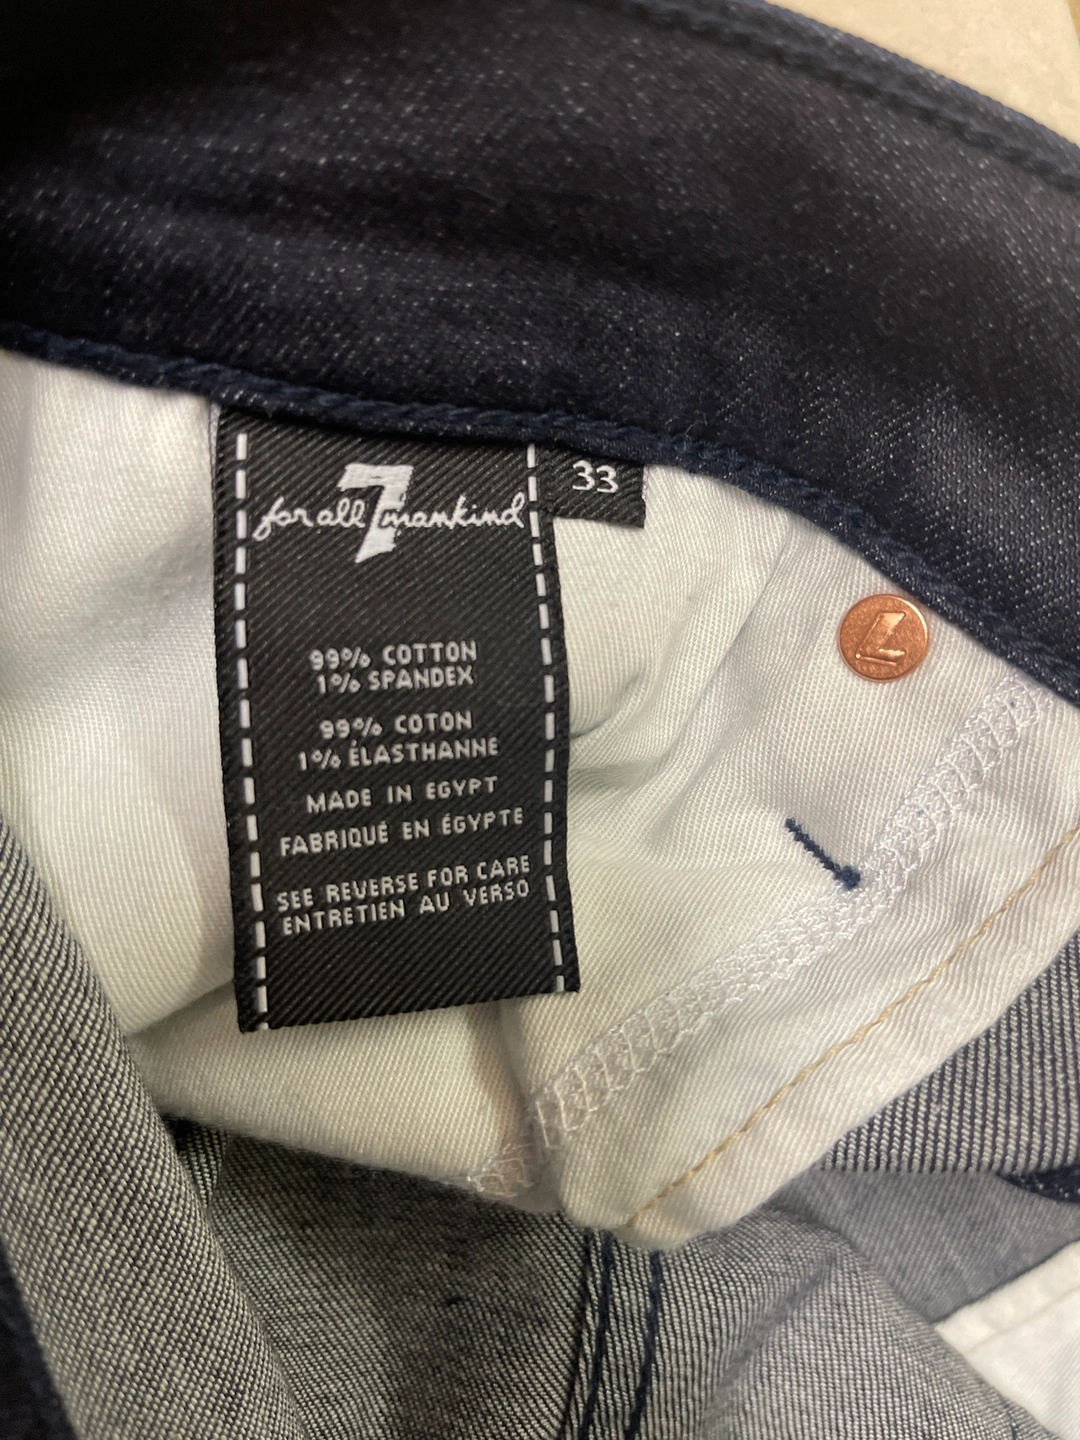 for all 7 mankind
33
99% COTTON
1% SPANDEX
99% COTON
1% ÉLASTHANNE
MADE IN EGYPT
FABRIQUÉ EN ÉGYPTE
SEE REVERSE FOR CARE
ENTRETIEN AU VERSO
7